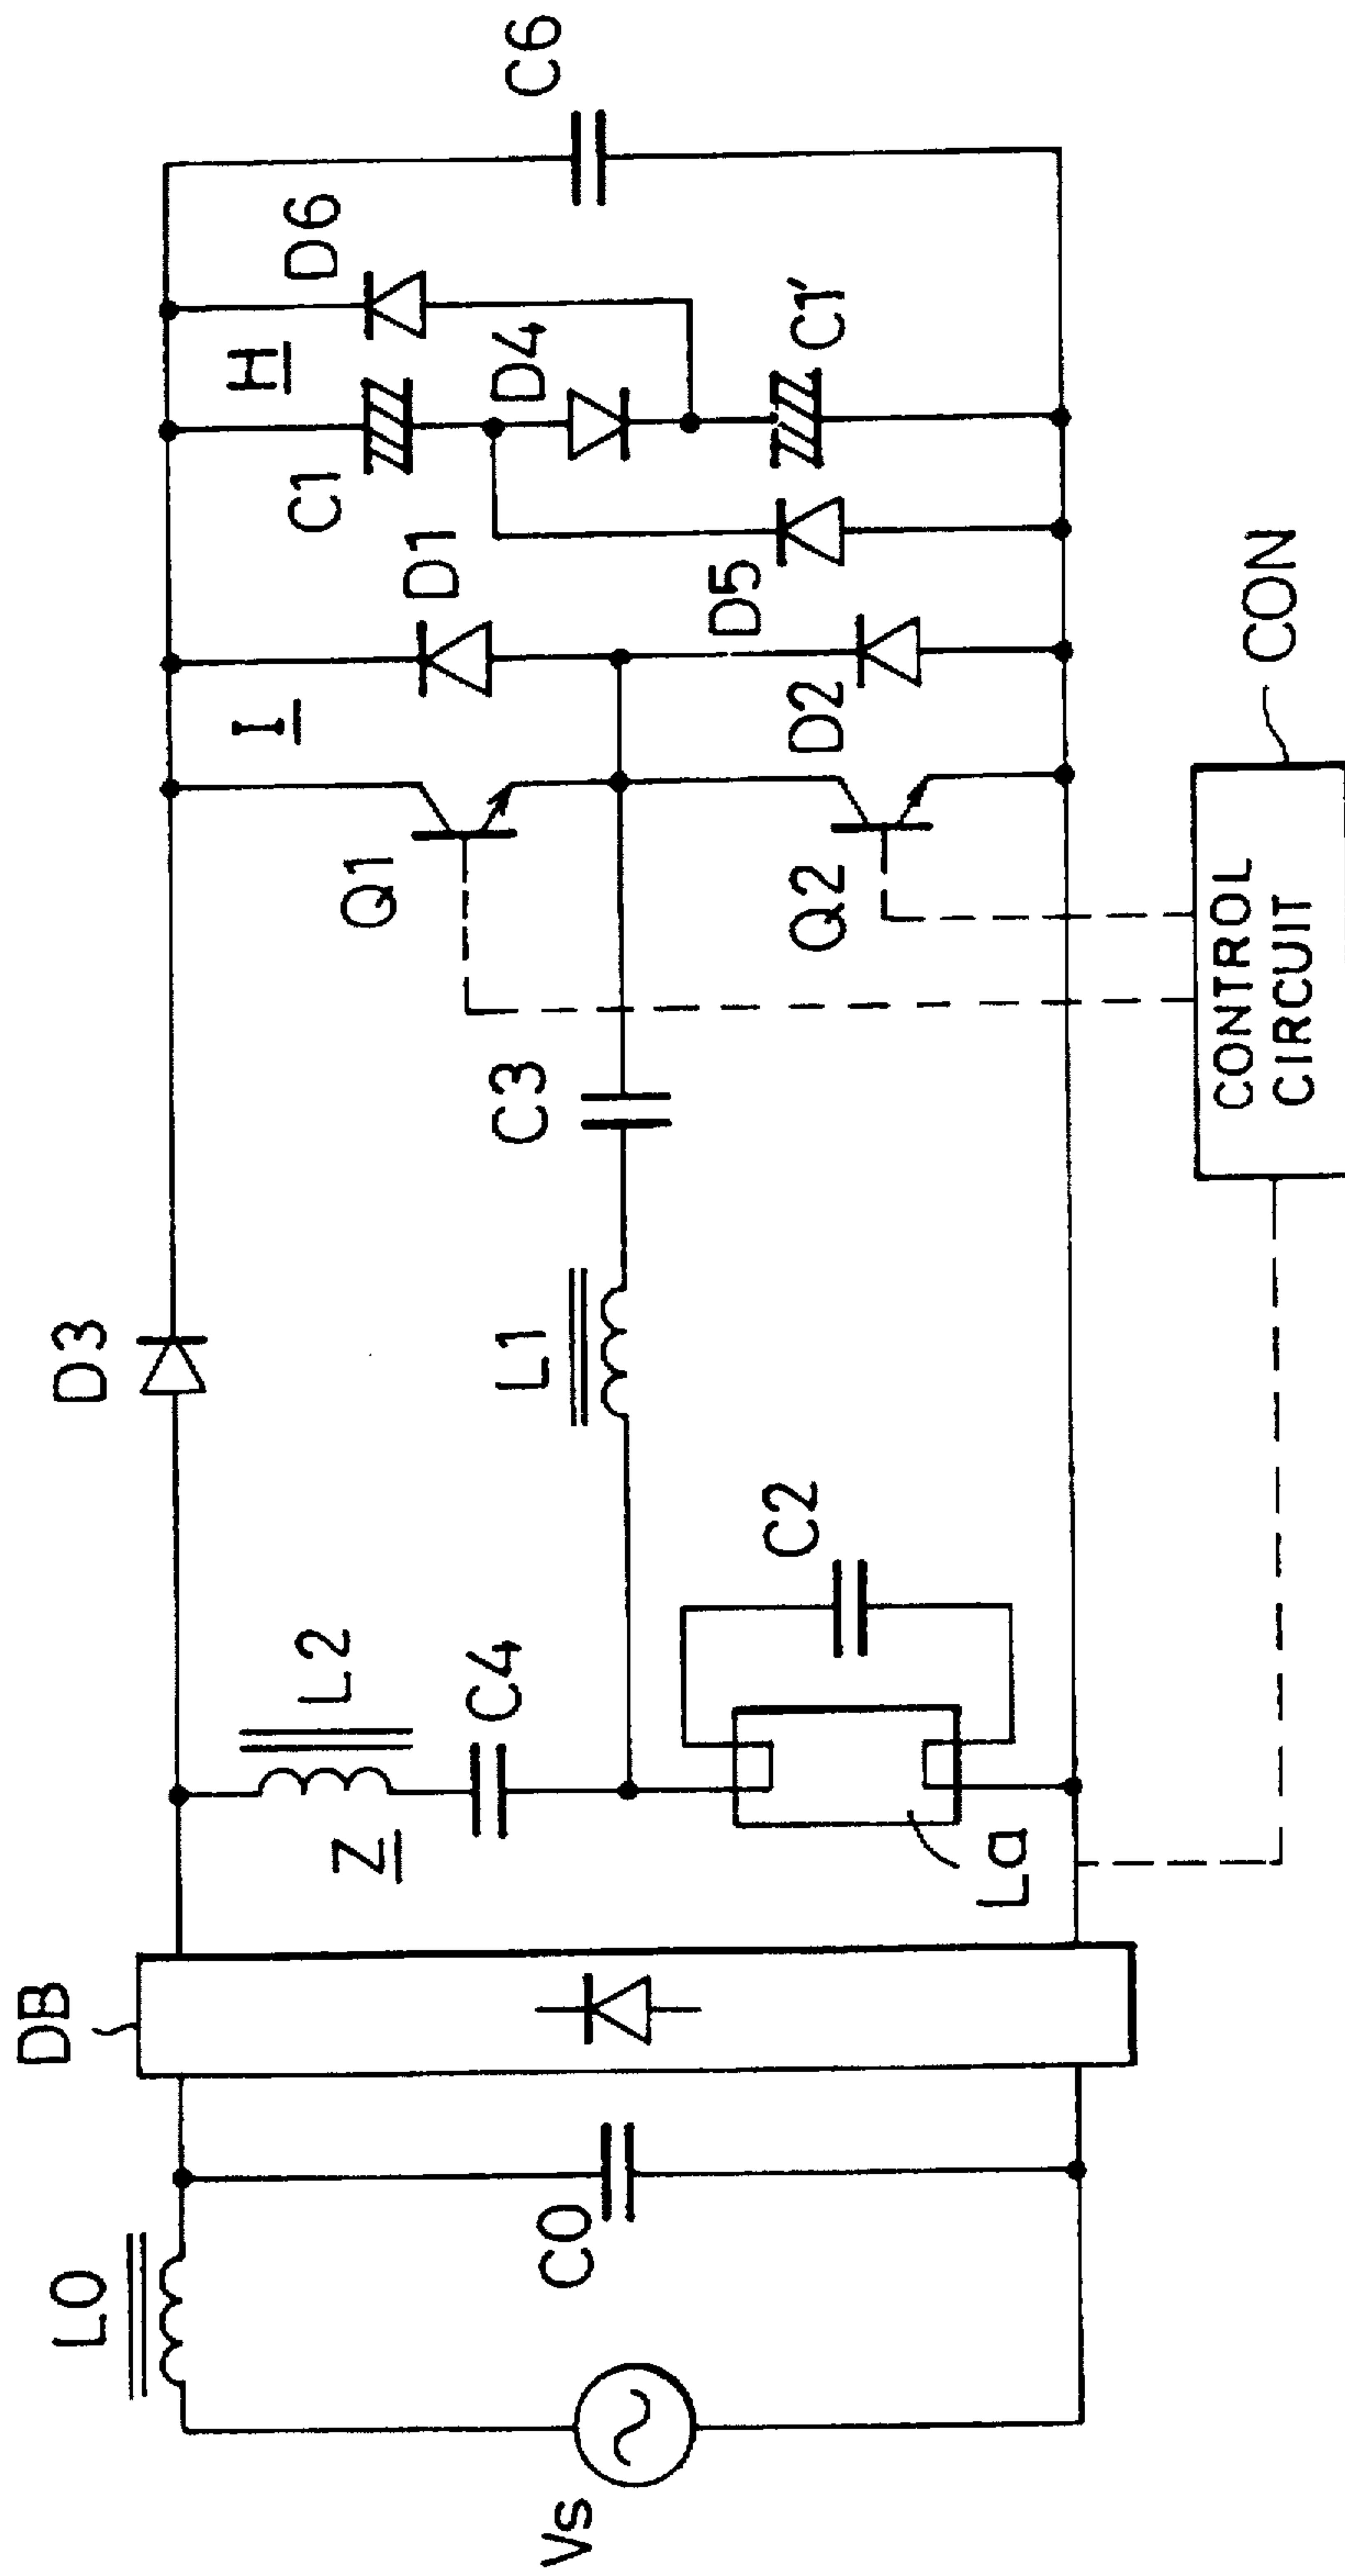 Vs
L0
C0
DB
Z
L2
C4
La
C2
D3
L1
C3
Q1
Q2
I
D1
D2
D5
C1
H
D4
D6
C1'
C6
CON
CONTROL
CIRCUIT